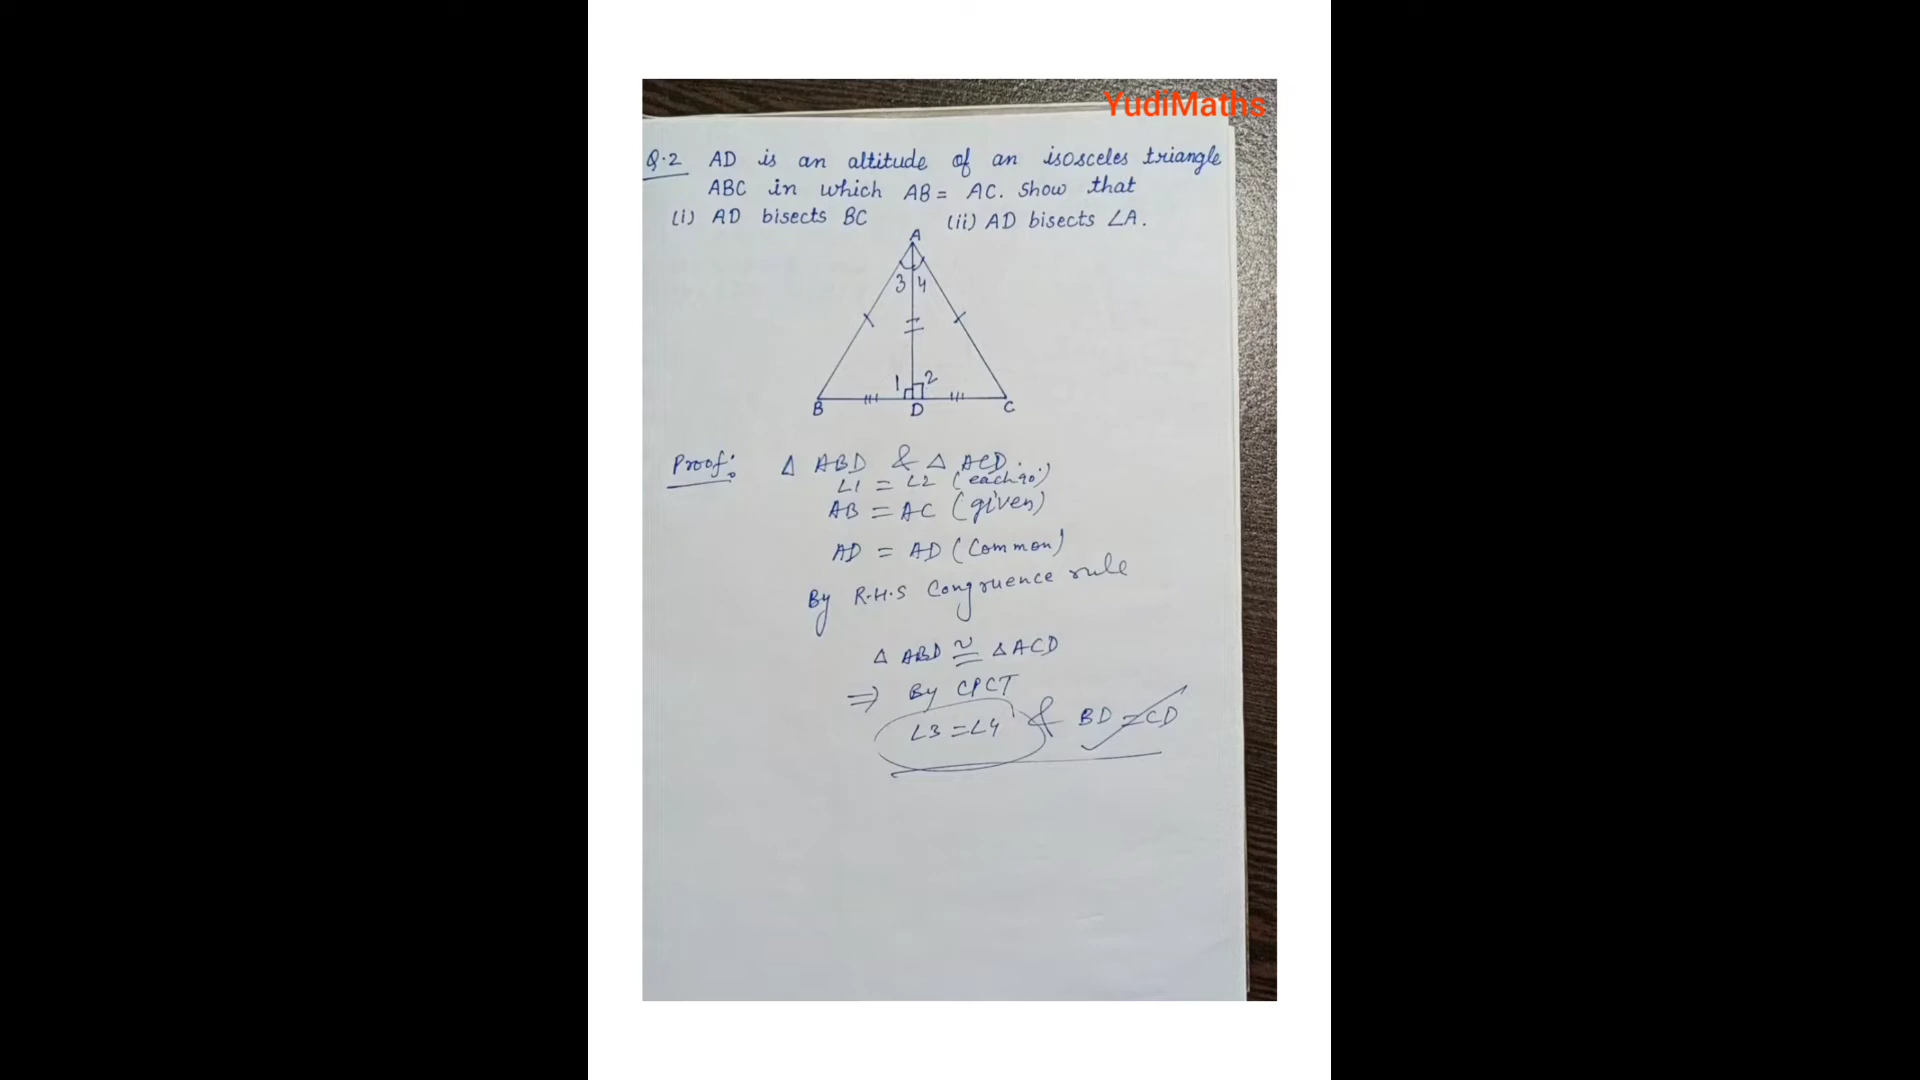 YudiMaths
Q.2 AD is an altitude of an isosceles triangle
ABC in which AB = AC. Show that
(i) AD bisects BC (ii) AD bisects ∠A.
A
3 4
1 2
B D C
Proof: Δ ABD & Δ ACD.
∠1 = ∠2 (each 90°)
AB = AC (given)
AD = AD (Common)
By R.H.S Congruence rule
Δ ABD ≅ Δ ACD
⇒ By CPCT
∠3 = ∠4 & BD = CD